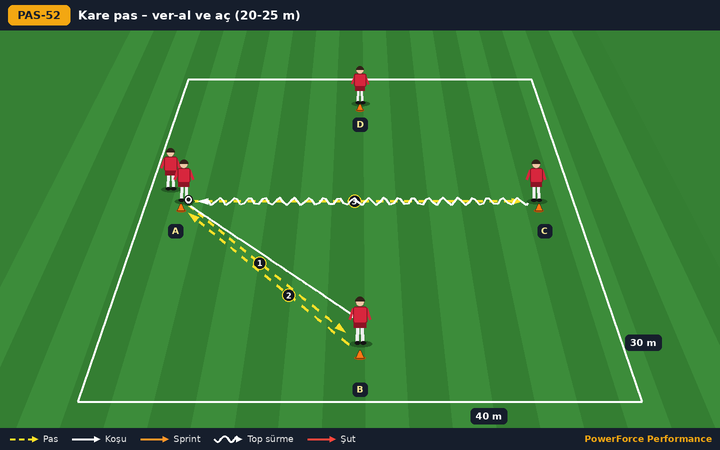 PAS-52 Kare pas – ver-al ve aç (20-25 m)
D
A
C
1
2
30 m
B
40 m
Pas Koşu Sprint Top sürme Şut PowerForce Performance